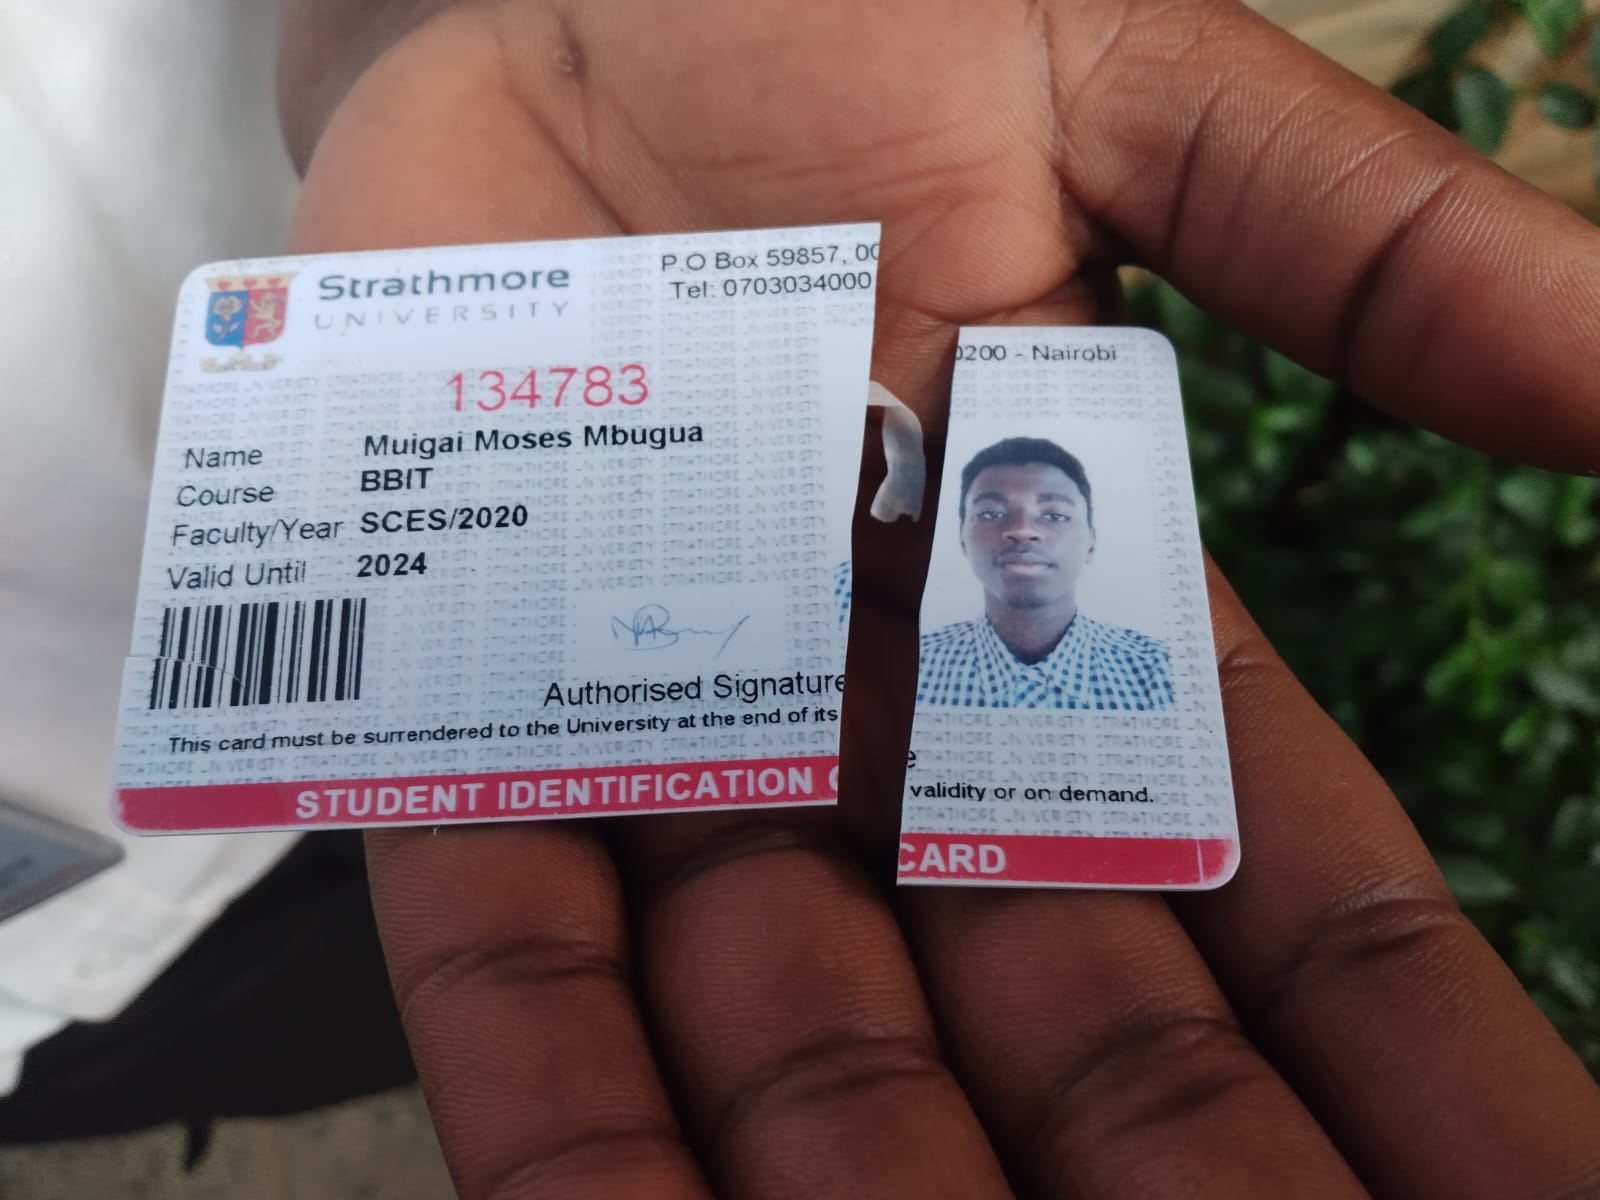 Strathmore
UNIVERSITY
P.O Box 59857, 00200 - Nairobi
Tel: 0703034000
134783
Name Muigai Moses Mbugua
Course BBIT
Faculty/Year SCES/2020
Valid Until 2024
Authorised Signature
This card must be surrendered to the University at the end of its validity or on demand.
STUDENT IDENTIFICATION CARD